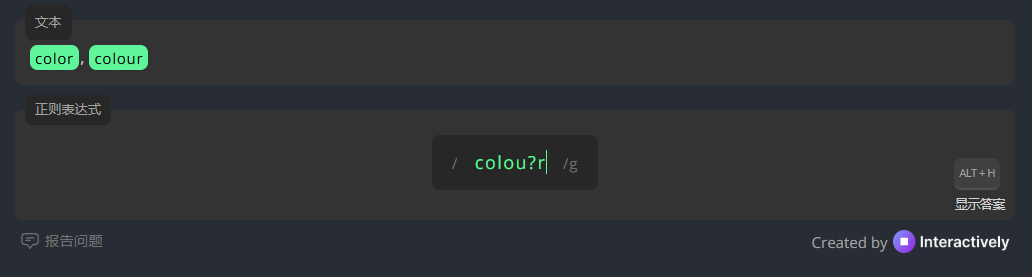 文本
color, colour
正则表达式
/ colou?r /g
ALT + H
显示答案
报告问题
Created by Interactively